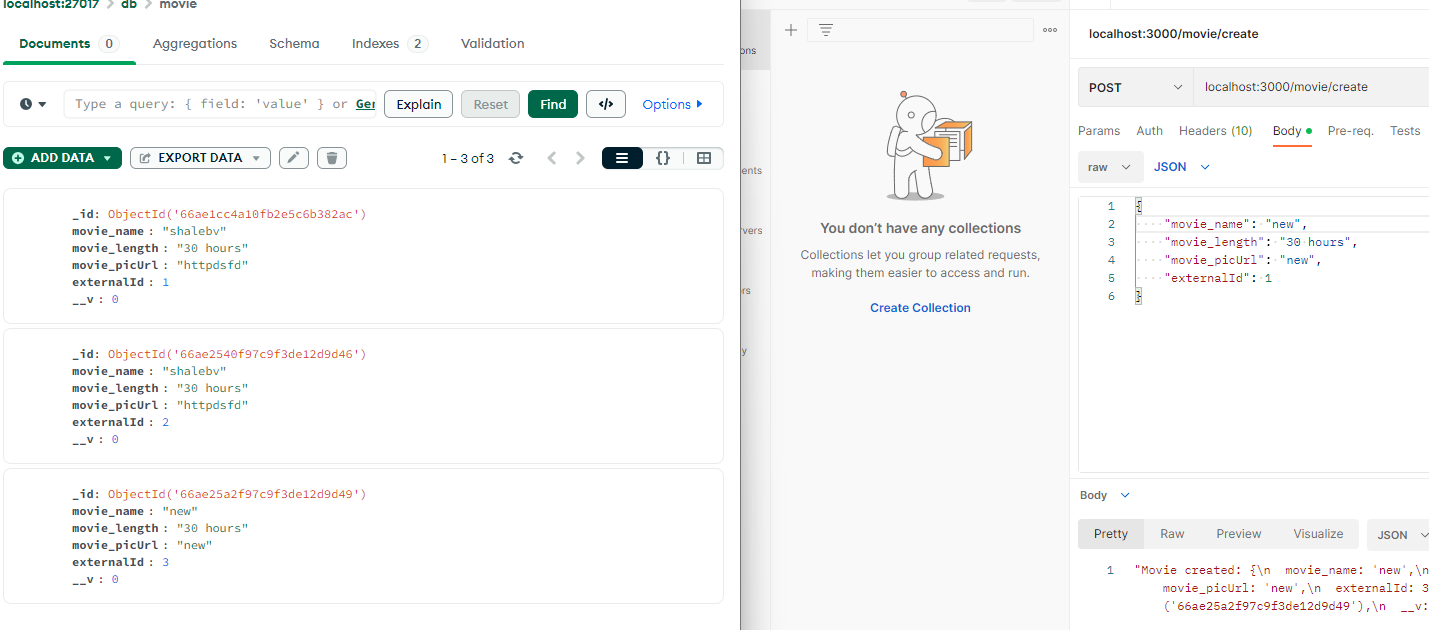 localhost:27017 > db > movie
Documents 0 Aggregations Schema Indexes 2 Validation
Type a query: { field: 'value' } or Explain Reset Find </> Options
ADD DATA EXPORT DATA 1 – 3 of 3 {}
_id: ObjectId('66ae1cc4a10fb2e5c6b382ac')
movie_name : "shalebv"
movie_length : "30 hours"
movie_picUrl : "httpdsfd"
externalId : 1
__v : 0
_id: ObjectId('66ae2540f97c9f3de12d9d46')
movie_name : "shalebv"
movie_length : "30 hours"
movie_picUrl : "httpdsfd"
externalId : 2
__v : 0
_id: ObjectId('66ae25a2f97c9f3de12d9d49')
movie_name : "new"
movie_length : "30 hours"
movie_picUrl : "new"
externalId : 3
__v : 0
You don't have any collections
Collections let you group related requests,
making them easier to access and run.
Create Collection
localhost:3000/movie/create
POST localhost:3000/movie/create
Params Auth Headers (10) Body Pre-req. Tests
raw JSON
1 {
2 "movie_name": "new",
3 "movie_length": "30 hours",
4 "movie_picUrl": "new",
5 "externalId": 1
6 }
Body
Pretty Raw Preview Visualize JSON
1 "Movie created: {\n movie_name: 'new',\n
movie_picUrl: 'new',\n externalId: 3
('66ae25a2f97c9f3de12d9d49'),\n __v: